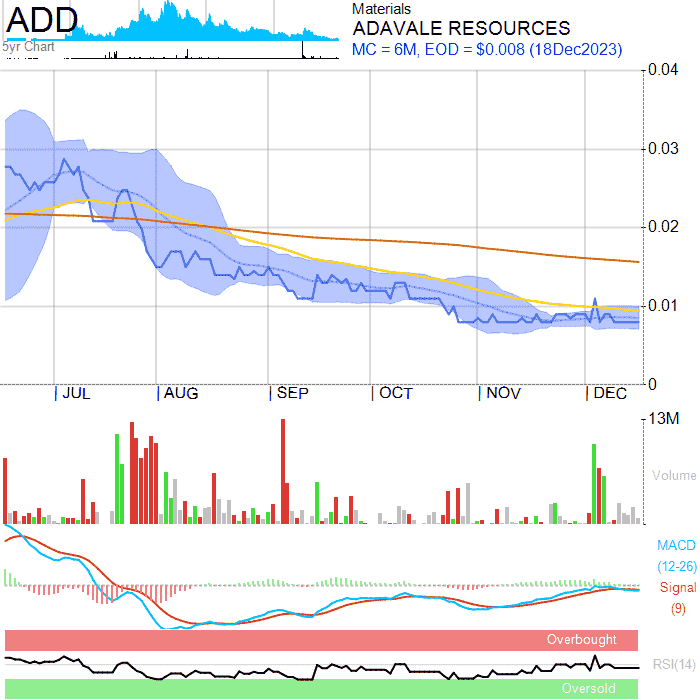 ADD
5yr Chart
Materials
ADAVALE RESOURCES
MC = 6M, EOD = $0.008 (18Dec2023)
0.04
0.03
0.02
0.01
0
JUL AUG SEP OCT NOV DEC
13M
Volume
MACD
(12-26)
Signal
(9)
Overbought
RSI(14)
Oversold